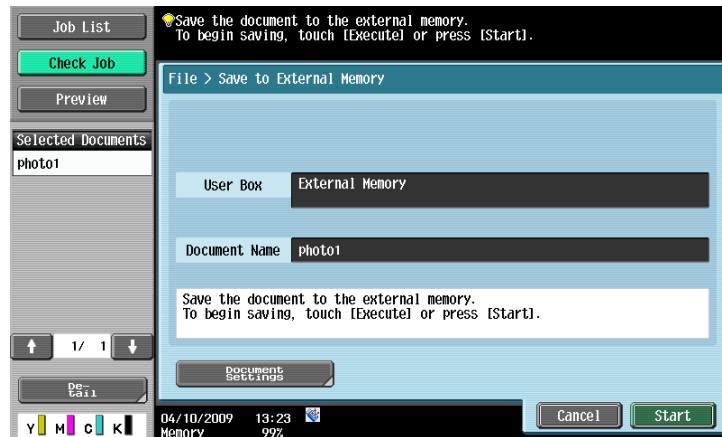 Job List
Check Job
Preview
Selected Documents
photo1
1/ 1
De-
tail
Y M C K
Save the document to the external memory.
To begin saving, touch [Execute] or press [Start].
File > Save to External Memory
User Box
External Memory
Document Name
photo1
Save the document to the external memory.
To begin saving, touch [Execute] or press [Start].
Document
Settings
04/10/2009 13:23
Memory 99%
Cancel
Start